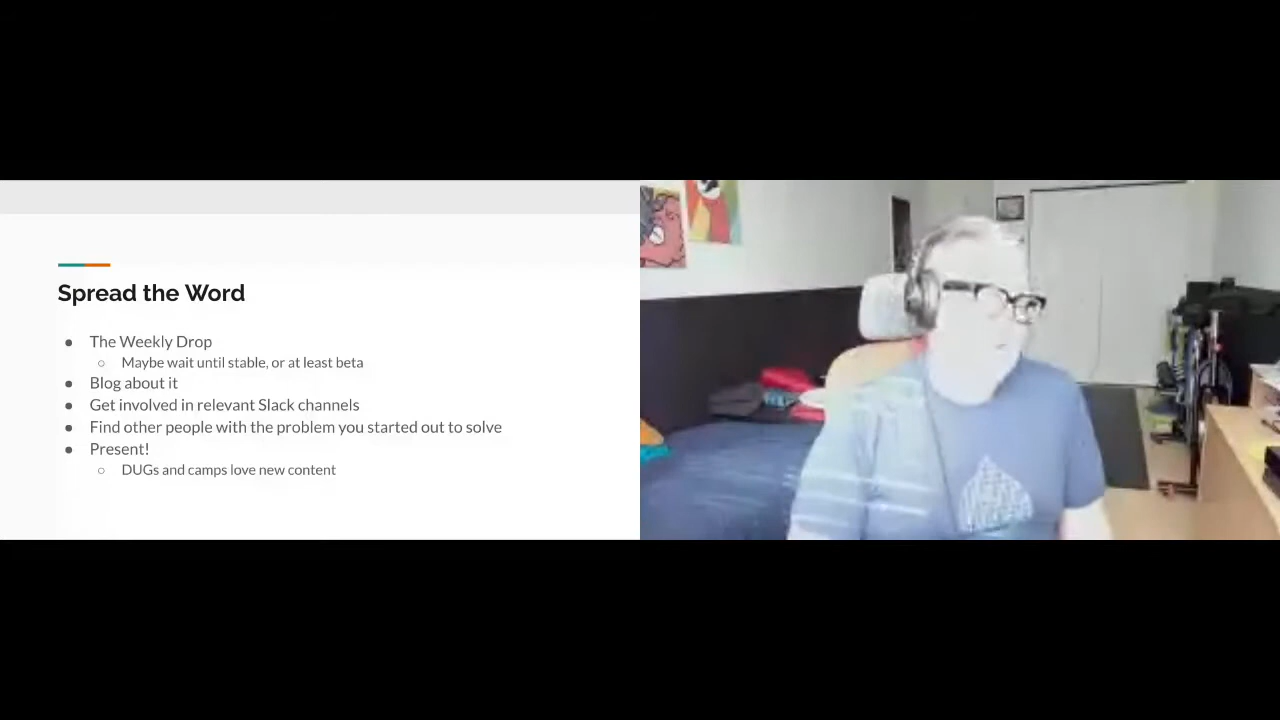 Spread the Word
● The Weekly Drop
○ Maybe wait until stable, or at least beta
● Blog about it
● Get involved in relevant Slack channels
● Find other people with the problem you started out to solve
● Present!
○ DUGs and camps love new content